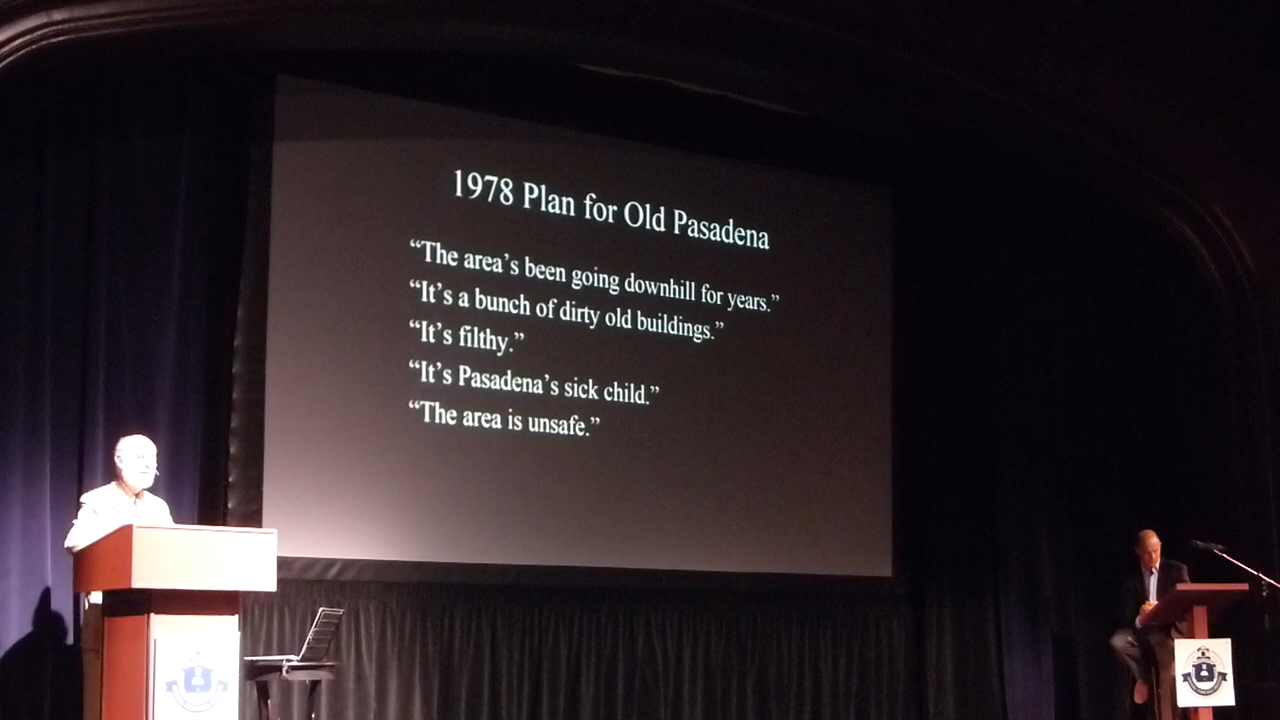 1978 Plan for Old Pasadena
“The area’s been going downhill for years.”
“It’s a bunch of dirty old buildings.”
“It’s filthy.”
“It’s Pasadena’s sick child.”
“The area is unsafe.”